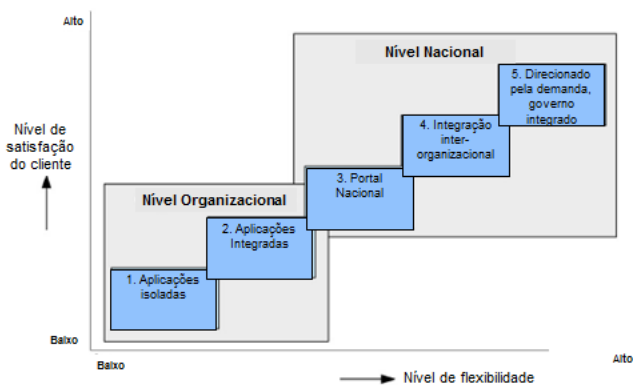 Alto
Nível Nacional
5. Direcionado
pela demanda,
governo
integrado
4. Integração
inter-
organizacional
Nível de
satisfação
do cliente
3. Portal
Nacional
Nível Organizacional
2. Aplicações
Integradas
1. Aplicações
isoladas
Baixo
Baixo
Alto
Nível de flexibilidade